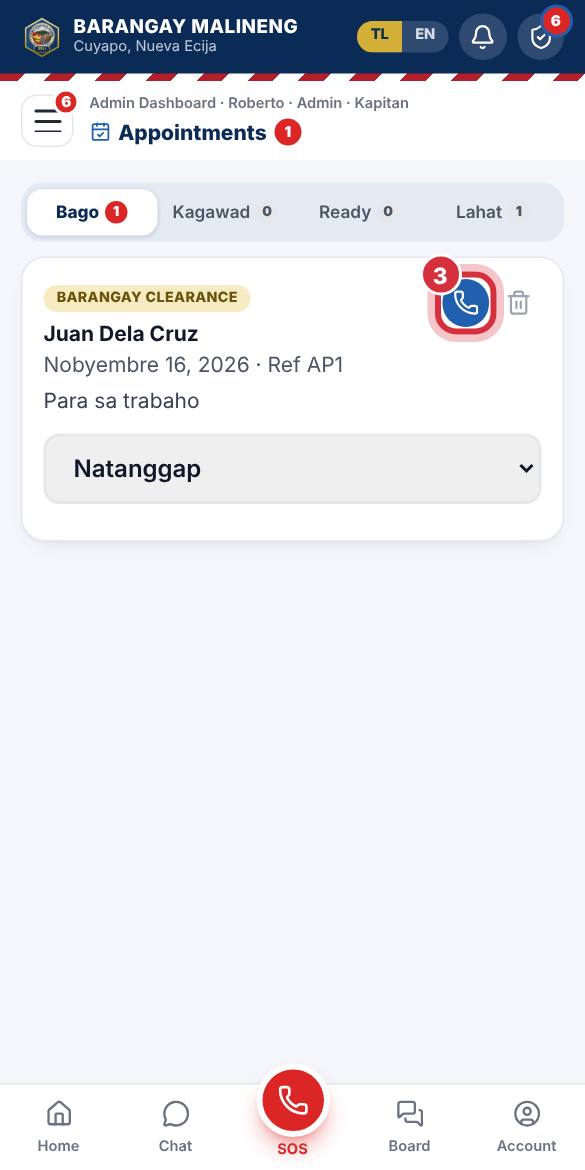 BARANGAY MALINENG
Cuyapo, Nueva Ecija
TL EN
6
6
Admin Dashboard · Roberto · Admin · Kapitan
Appointments 1
Bago 1 Kagawad 0 Ready 0 Lahat 1
3
BARANGAY CLEARANCE
Juan Dela Cruz
Nobyembre 16, 2026 · Ref AP1
Para sa trabaho
Natanggap
Home Chat SOS Board Account